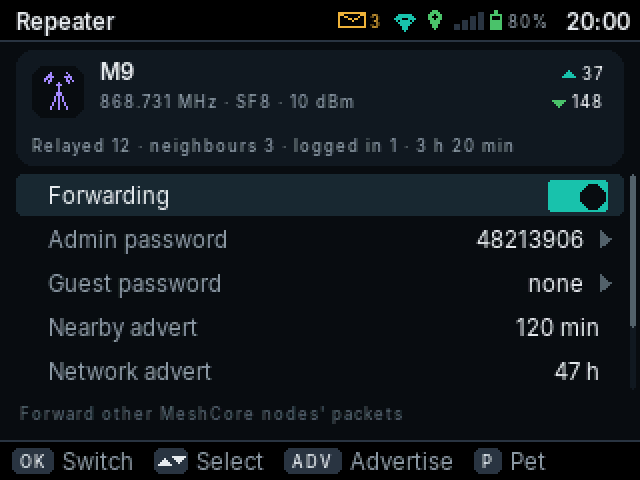 Repeater 3 80% 20:00
M9 37
868.731 MHz · SF8 · 10 dBm 148
Relayed 12 · neighbours 3 · logged in 1 · 3 h 20 min
Forwarding
Admin password 48213906
Guest password none
Nearby advert 120 min
Network advert 47 h
Forward other MeshCore nodes' packets
OK Switch Select ADV Advertise P Pet